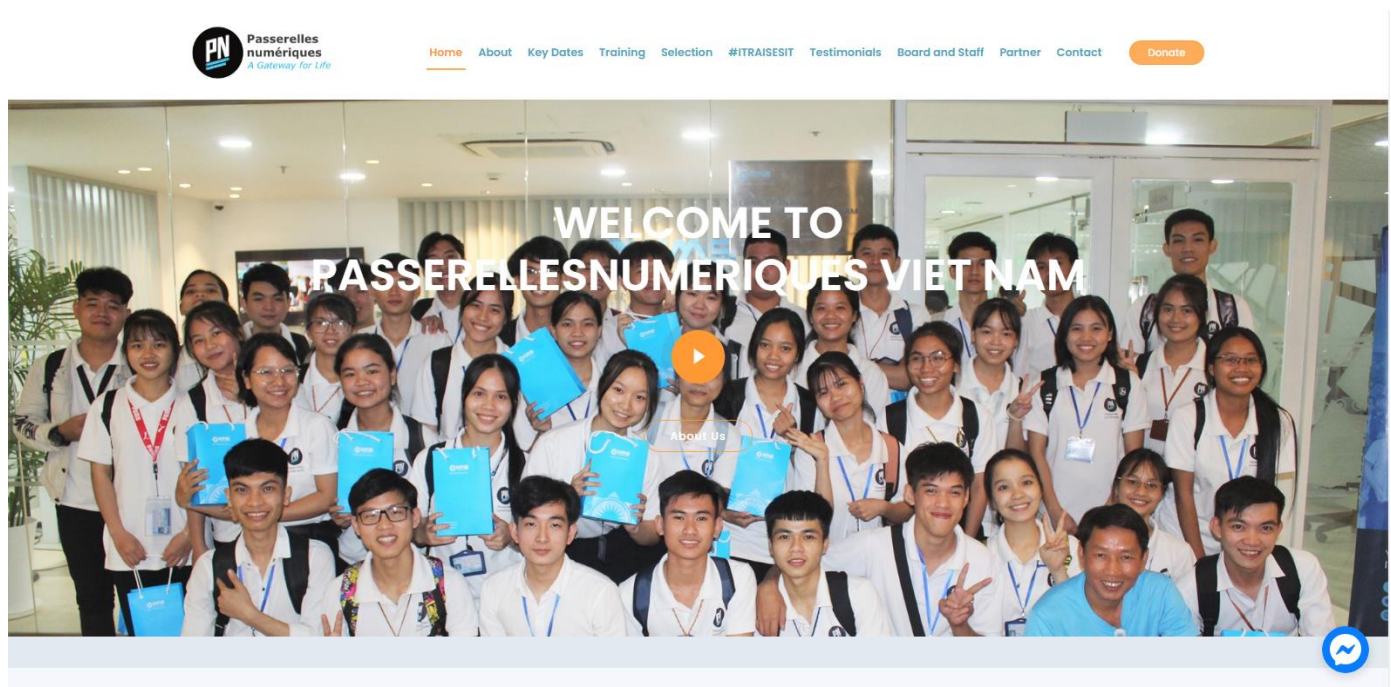 PN
Passerelles
numériques
A Gateway for Life
Home About Key Dates Training Selection #ITRAISESIT Testimonials Board and Staff Partner Contact Donate
WELCOME TO
PASSERELLESNUMERIQUES VIET NAM
About Us